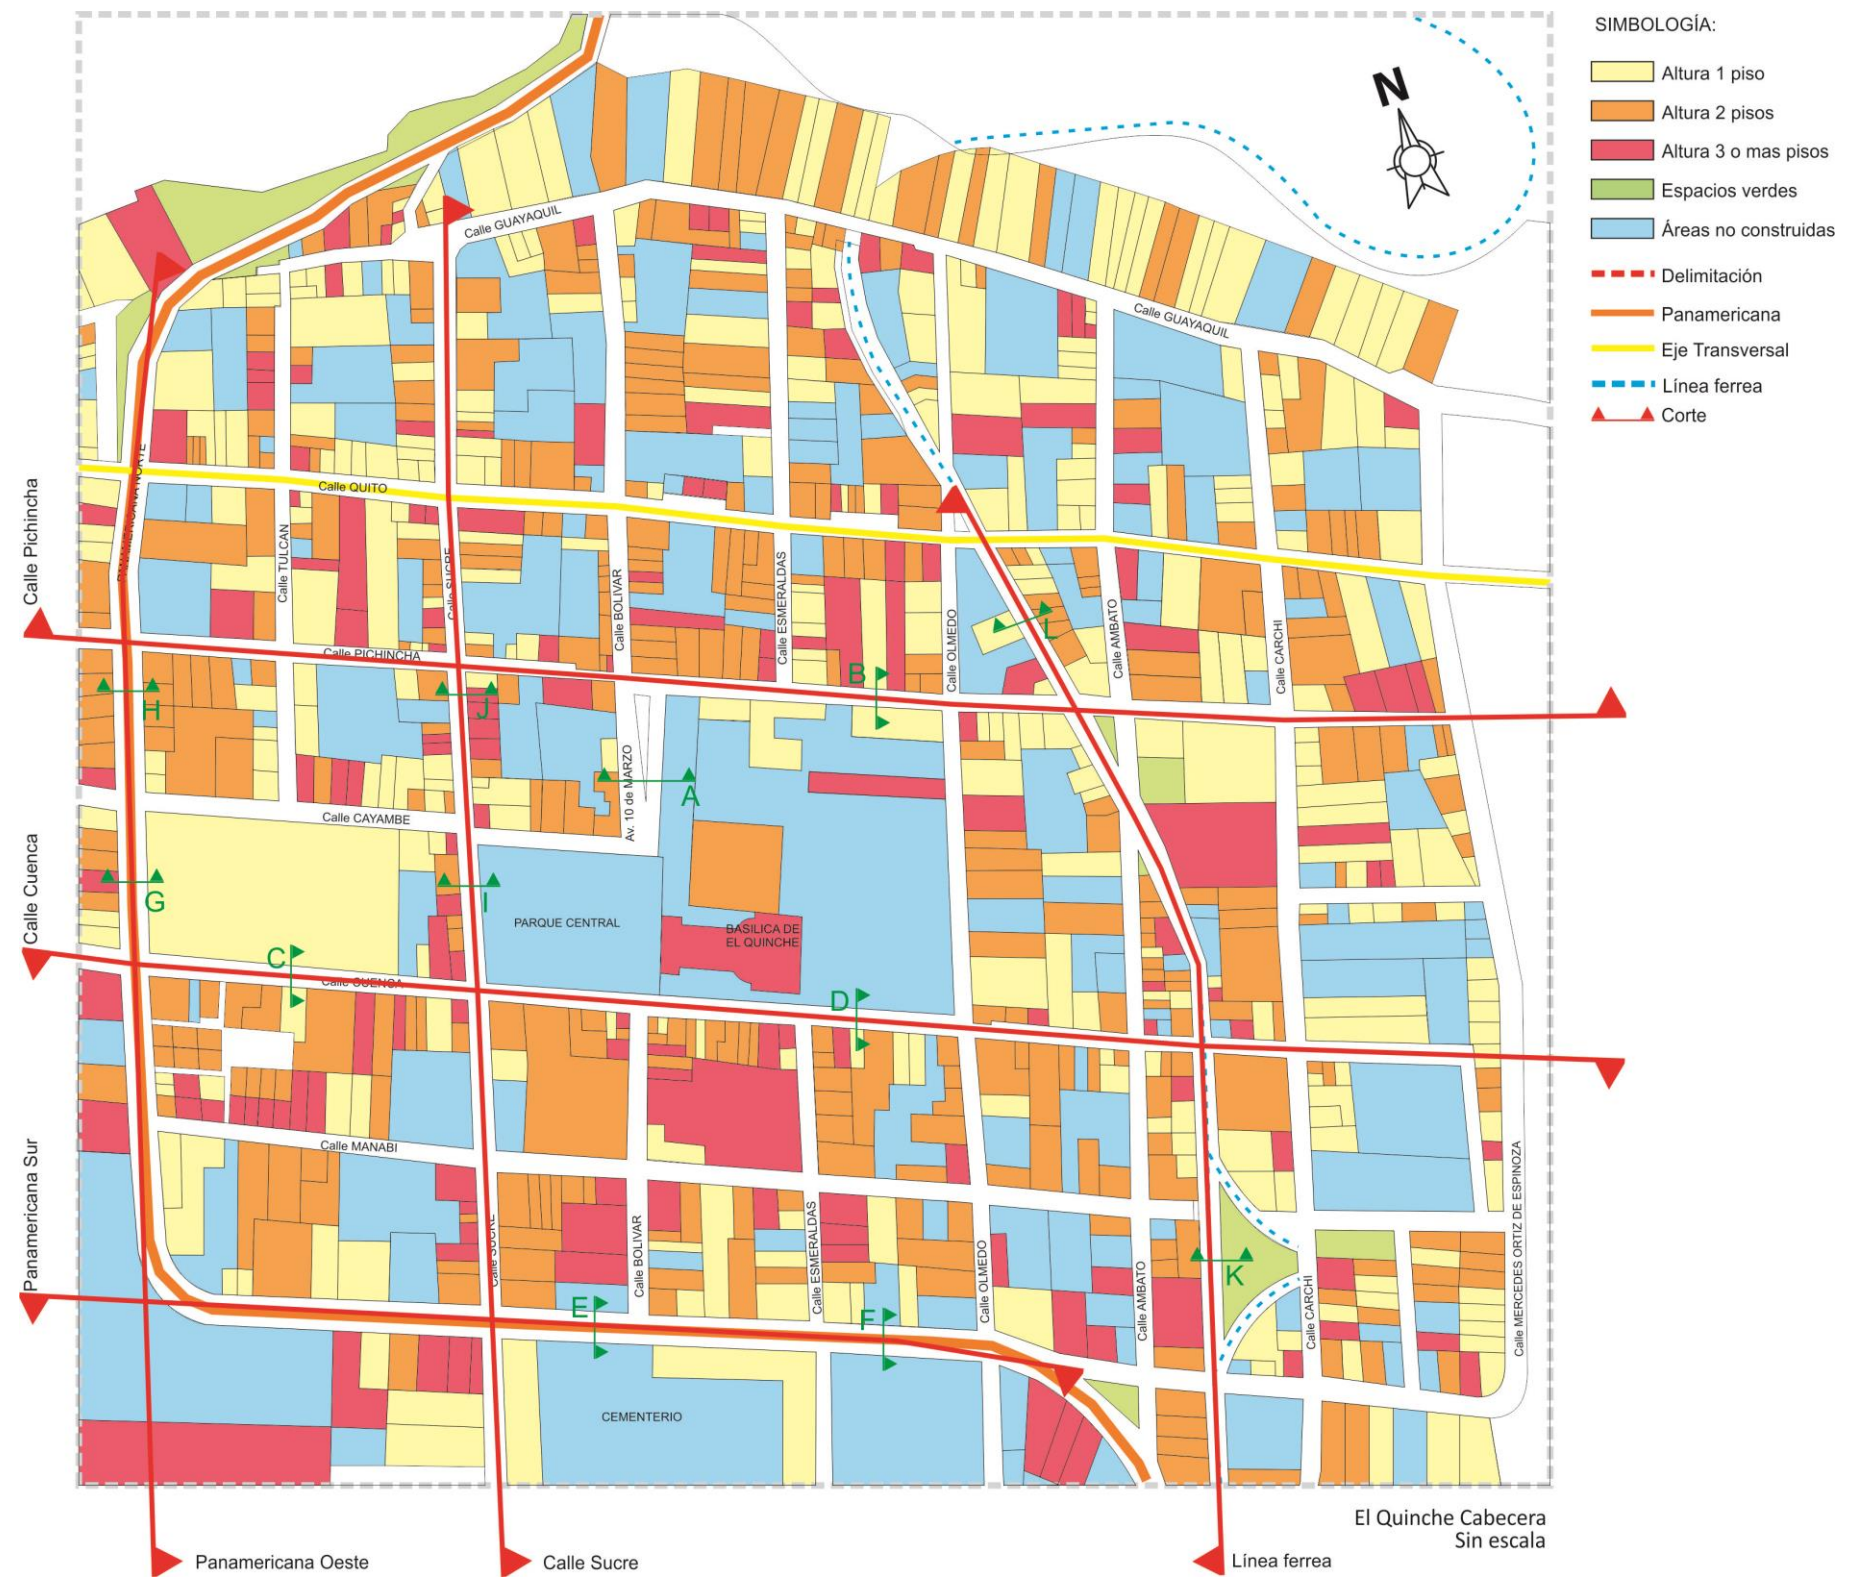 SIMBOLOGÍA:
Altura 1 piso
Altura 2 pisos
Altura 3 o mas pisos
Espacios verdes
Áreas no construidas
Delimitación
Panamericana
Eje Transversal
Línea ferrea
Corte
N
Calle GUAYAQUIL
Calle GUAYAQUIL
PANAMERICANA NORTE
Calle QUITO
Calle Pichincha
Calle TULCAN
Calle SUCRE
Calle BOLIVAR
Calle ESMERALDAS
Calle OLMEDO
Calle AMBATO
Calle CARCHI
L
Calle PICHINCHA
B
H
J
A
Av. 10 de MARZO
Calle CAYAMBE
Calle Cuenca
G
I
PARQUE CENTRAL
BASILICA DE
EL QUINCHE
C
Calle CUENCA
D
Calle MANABI
Panamericana Sur
Calle SUCRE
Calle BOLIVAR
Calle ESMERALDAS
Calle OLMEDO
Calle AMBATO
Calle CARCHI
Calle MERCEDES ORTIZ DE ESPINOZA
K
E
F
CEMENTERIO
El Quinche Cabecera
Sin escala
Panamericana Oeste
Calle Sucre
Línea ferrea